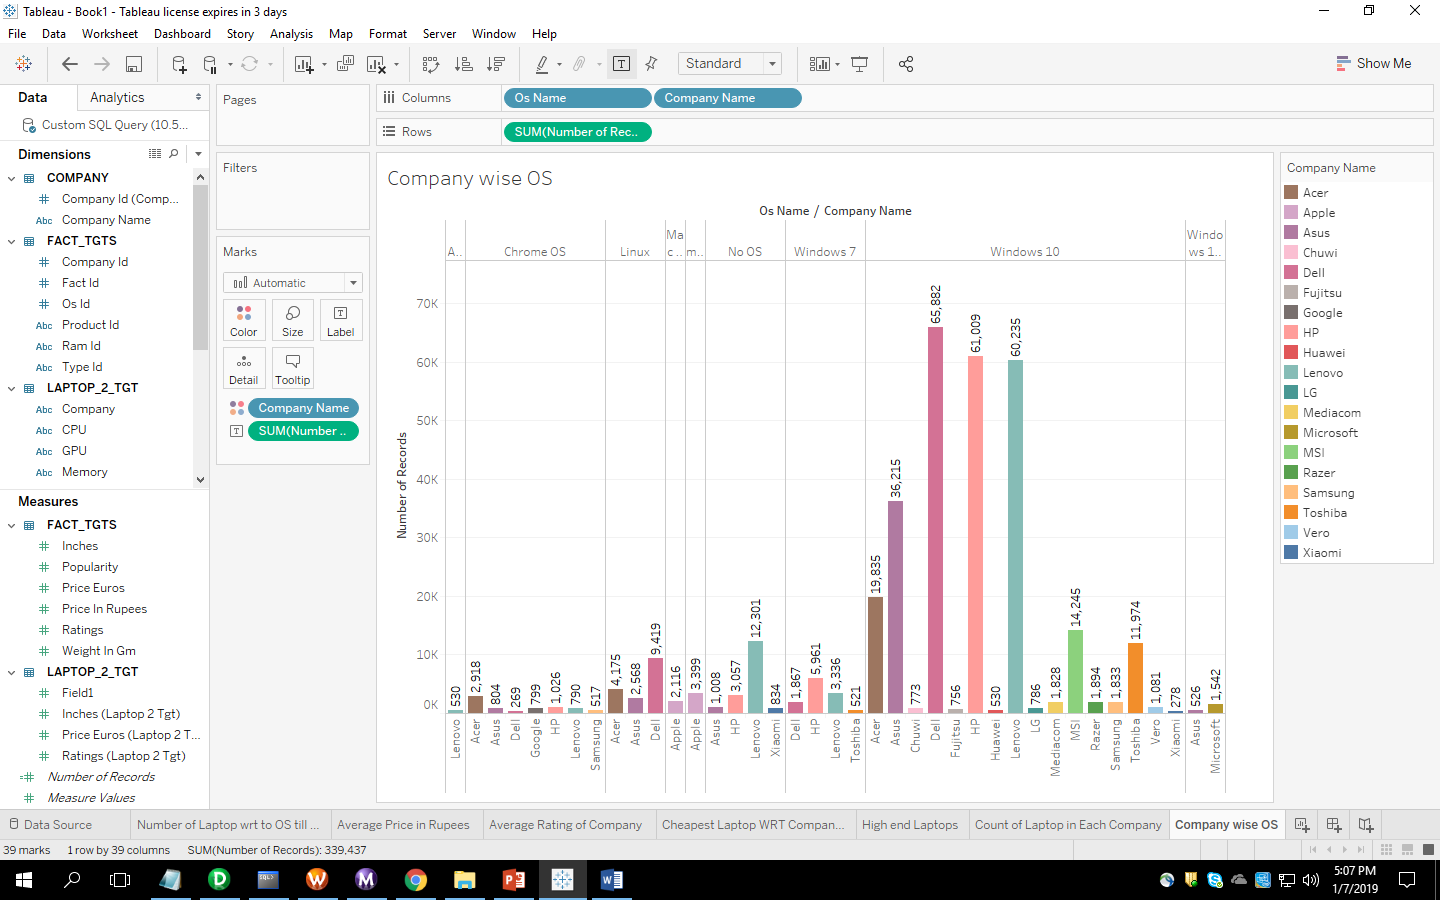 Tableau - Book1 - Tableau license expires in 3 days
File Data Worksheet Dashboard Story Analysis Map Format Server Window Help
Standard
Show Me
Data Analytics
Custom SQL Query (10.5...
Dimensions
COMPANY
Company Id (Comp...
Abc Company Name
FACT_TGTS
Company Id
Fact Id
Os Id
Abc Product Id
Abc Ram Id
Abc Type Id
LAPTOP_2_TGT
Abc Company
Abc CPU
Abc GPU
Abc Memory
Measures
FACT_TGTS
Inches
Popularity
Price Euros
Price In Rupees
Ratings
Weight In Gm
LAPTOP_2_TGT
Field1
Inches (Laptop 2 Tgt)
Price Euros (Laptop 2 T...
Ratings (Laptop 2 Tgt)
Number of Records
Measure Values
Pages
Filters
Marks
Automatic
Color Size Label
Detail Tooltip
Company Name
SUM(Number ..
Columns Os Name Company Name
Rows SUM(Number of Rec..
Company wise OS
Os Name / Company Name
A.. Chrome OS Linux Mac .. m.. No OS Windows 7 Windows 10 Windows 1..
Number of Records
70K
60K
50K
40K
30K
20K
10K
0K
530 2,918 804 269 799 1,026 790 517 4,175 2,568 9,419 2,116 3,399 1,008 3,057 12,301 834 1,867 5,961 3,336 521 19,835 36,215 773 65,882 756 61,009 530 60,235 786 1,828 14,245 1,894 1,833 11,974 1,081 278 526 1,542
Lenovo Acer Asus Dell Google HP Lenovo Samsung Acer Asus Dell Apple Apple Asus HP Lenovo Xiaomi Dell HP Lenovo Toshiba Acer Asus Chuwi Dell Fujitsu HP Huawei Lenovo LG Mediacom MSI Razer Samsung Toshiba Vero Xiaomi Asus Microsoft
Company Name
Acer
Apple
Asus
Chuwi
Dell
Fujitsu
Google
HP
Huawei
Lenovo
LG
Mediacom
Microsoft
MSI
Razer
Samsung
Toshiba
Vero
Xiaomi
Data Source Number of Laptop wrt to OS till ... Average Price in Rupees Average Rating of Company Cheapest Laptop WRT Compan... High end Laptops Count of Laptop in Each Company Company wise OS
39 marks 1 row by 39 columns SUM(Number of Records): 339,437
5:07 PM
1/7/2019